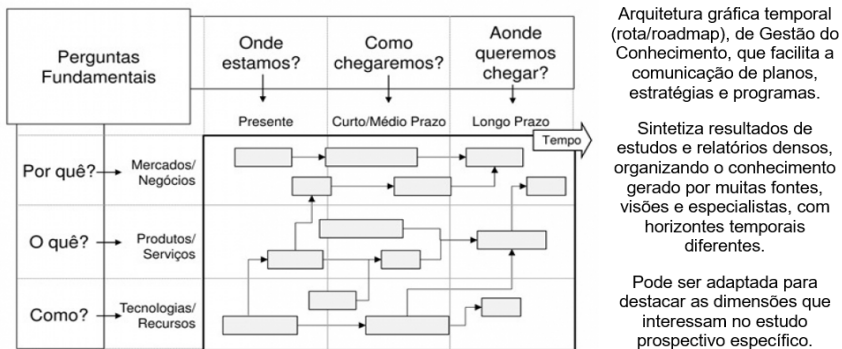 Perguntas
Fundamentais
Onde
estamos?
Como
chegaremos?
Aonde
queremos
chegar?
Presente
Curto/Médio Prazo
Longo Prazo
Tempo
Por quê?
Mercados/
Negócios
O quê?
Produtos/
Serviços
Como?
Tecnologias/
Recursos
Arquitetura gráfica temporal
(rota/roadmap), de Gestão do
Conhecimento, que facilita a
comunicação de planos,
estratégias e programas.
Sintetiza resultados de
estudos e relatórios densos,
organizando o conhecimento
gerado por muitas fontes,
visões e especialistas, com
horizontes temporais
diferentes.
Pode ser adaptada para
destacar as dimensões que
interessam no estudo
prospectivo específico.